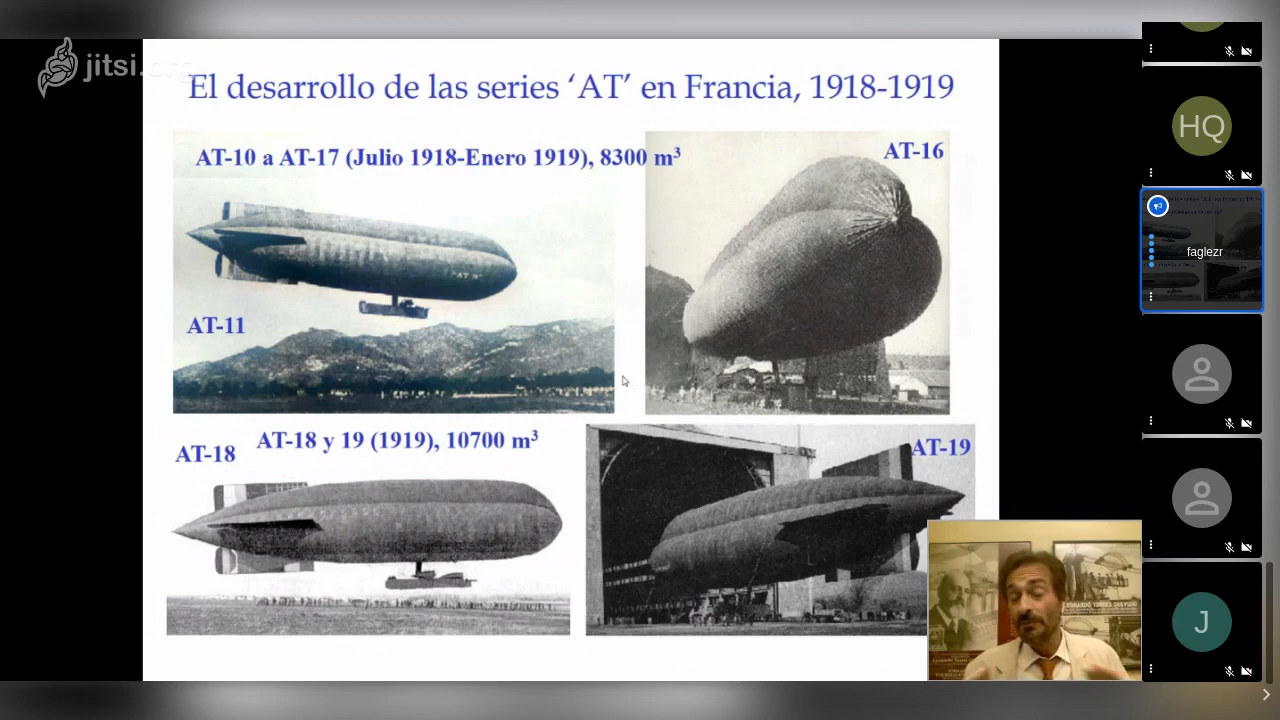 jitsi.org
El desarrollo de las series ‘AT’ en Francia, 1918-1919
AT-10 a AT-17 (Julio 1918-Enero 1919), 8300 m³
AT-16
AT-11
AT-18 y 19 (1919), 10700 m³
AT-18
AT-19
HQ
faglezr
J